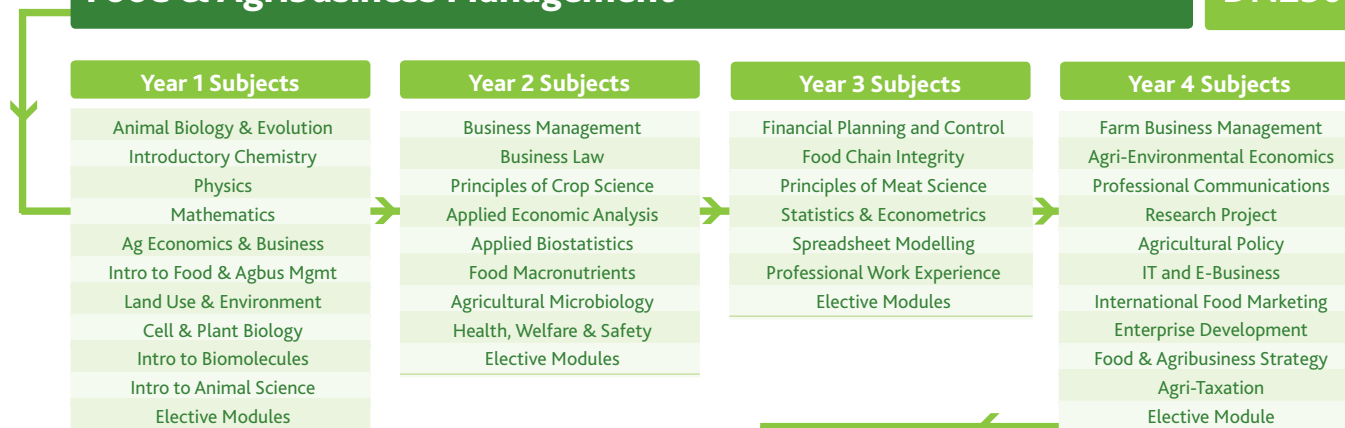 Food & Agribusiness Management
Year 1 Subjects
Animal Biology & Evolution
Introductory Chemistry
Physics
Mathematics
Ag Economics & Business
Intro to Food & Agbus Mgmt
Land Use & Environment
Cell & Plant Biology
Intro to Biomolecules
Intro to Animal Science
Elective Modules
Year 2 Subjects
Business Management
Business Law
Principles of Crop Science
Applied Economic Analysis
Applied Biostatistics
Food Macronutrients
Agricultural Microbiology
Health, Welfare & Safety
Elective Modules
Year 3 Subjects
Financial Planning and Control
Food Chain Integrity
Principles of Meat Science
Statistics & Econometrics
Spreadsheet Modelling
Professional Work Experience
Elective Modules
Year 4 Subjects
Farm Business Management
Agri-Environmental Economics
Professional Communications
Research Project
Agricultural Policy
IT and E-Business
International Food Marketing
Enterprise Development
Food & Agribusiness Strategy
Agri-Taxation
Elective Module